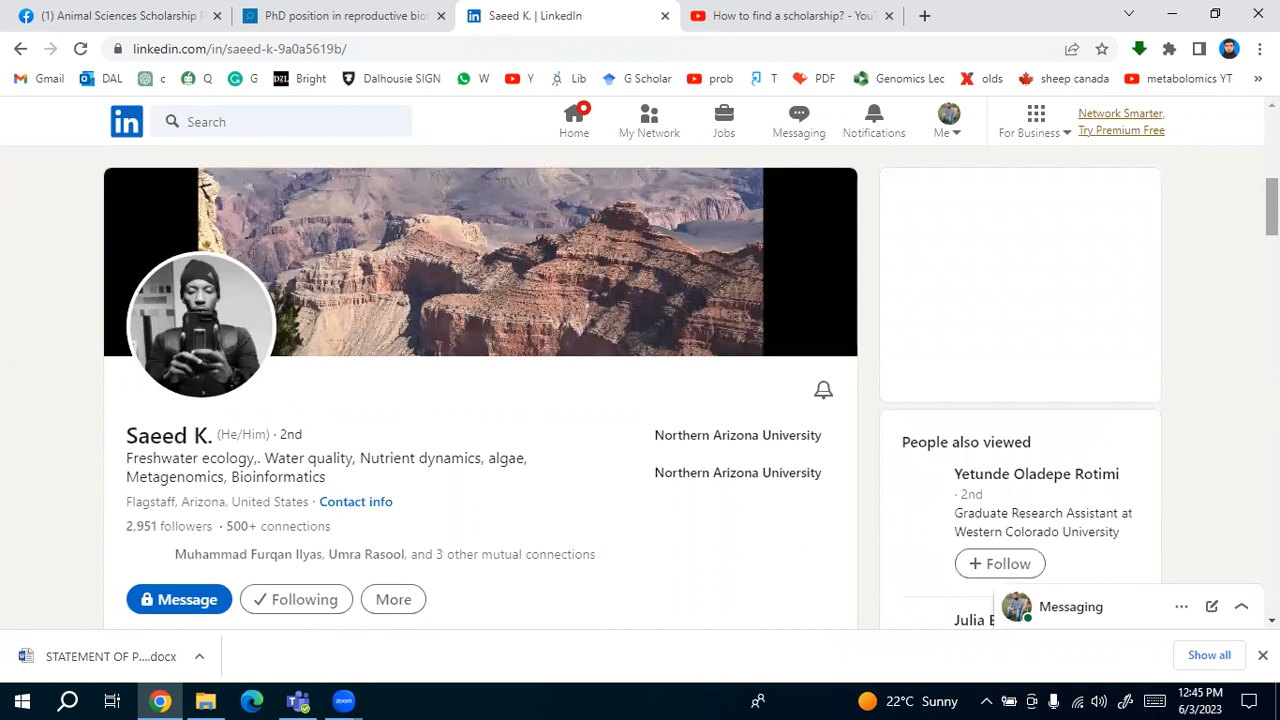 (1) Animal Sciences Scholarship P
PhD position in reproductive bio
Saeed K. | LinkedIn
How to find a scholarship? - You
linkedin.com/in/saeed-k-9a0a5619b/
Gmail
DAL
c
Q
G
Bright
Dalhousie SIGN
W
Y
Lib
G Scholar
prob
T
PDF
Genomics Lec
olds
sheep canada
metabolomics YT
»
in
Search
Home
My Network
Jobs
Messaging
Notifications
Me
For Business
Network Smarter,
Try Premium Free
Saeed K. (He/Him) · 2nd
Freshwater ecology,. Water quality, Nutrient dynamics, algae,
Metagenomics, Bioinformatics
Flagstaff, Arizona, United States · Contact info
2,951 followers · 500+ connections
Muhammad Furqan Ilyas, Umra Rasool, and 3 other mutual connections
Message
Following
More
Northern Arizona University
Northern Arizona University
People also viewed
Yetunde Oladepe Rotimi
· 2nd
Graduate Research Assistant at
Western Colorado University
+ Follow
Julia E
Messaging
STATEMENT OF P....docx
Show all
zoom
22°C Sunny
12:45 PM
6/3/2023